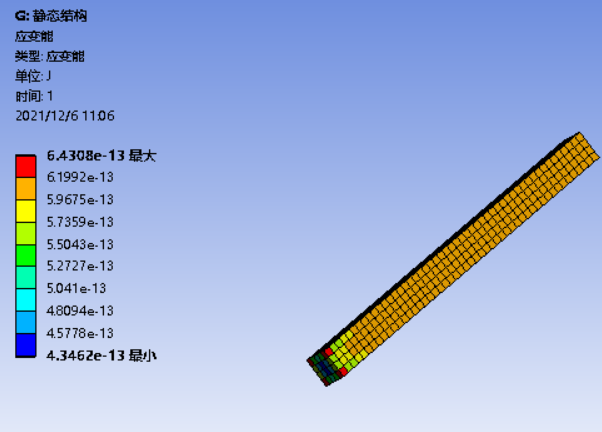 G: 静态结构
应变能
类型: 应变能
单位: J
时间: 1
2021/12/6 11:06
6.4308e-13 最大
6.1992e-13
5.9675e-13
5.7359e-13
5.5043e-13
5.2727e-13
5.041e-13
4.8094e-13
4.5778e-13
4.3462e-13 最小